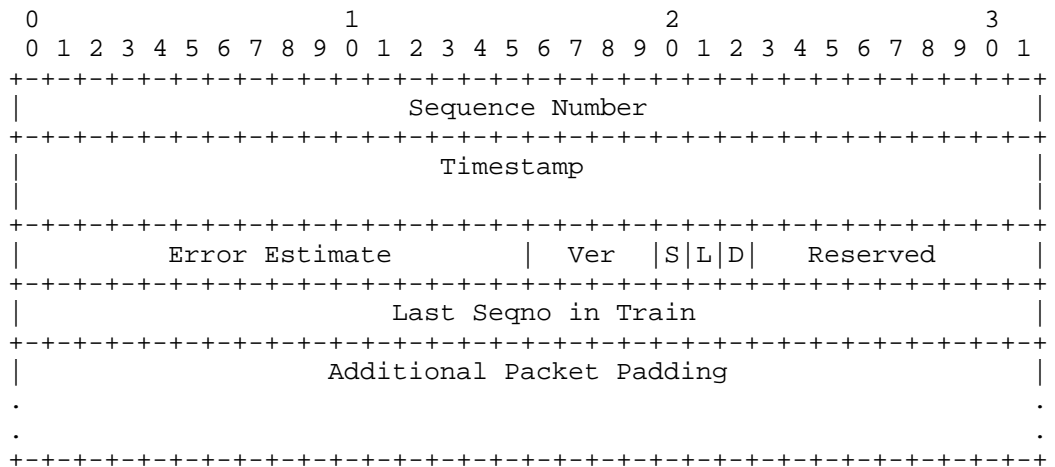 0                   1                   2                   3
 0 1 2 3 4 5 6 7 8 9 0 1 2 3 4 5 6 7 8 9 0 1 2 3 4 5 6 7 8 9 0 1
+-+-+-+-+-+-+-+-+-+-+-+-+-+-+-+-+-+-+-+-+-+-+-+-+-+-+-+-+-+-+-+-+
|                        Sequence Number                        |
+-+-+-+-+-+-+-+-+-+-+-+-+-+-+-+-+-+-+-+-+-+-+-+-+-+-+-+-+-+-+-+-+
|                          Timestamp                            |
|                                                               |
+-+-+-+-+-+-+-+-+-+-+-+-+-+-+-+-+-+-+-+-+-+-+-+-+-+-+-+-+-+-+-+-+
|         Error Estimate        |  Ver  |S|L|D|   Reserved      |
+-+-+-+-+-+-+-+-+-+-+-+-+-+-+-+-+-+-+-+-+-+-+-+-+-+-+-+-+-+-+-+-+
|                       Last Seqno in Train                     |
+-+-+-+-+-+-+-+-+-+-+-+-+-+-+-+-+-+-+-+-+-+-+-+-+-+-+-+-+-+-+-+-+
|                   Additional Packet Padding                   |
.                                                               .
.                                                               .
+-+-+-+-+-+-+-+-+-+-+-+-+-+-+-+-+-+-+-+-+-+-+-+-+-+-+-+-+-+-+-+-+